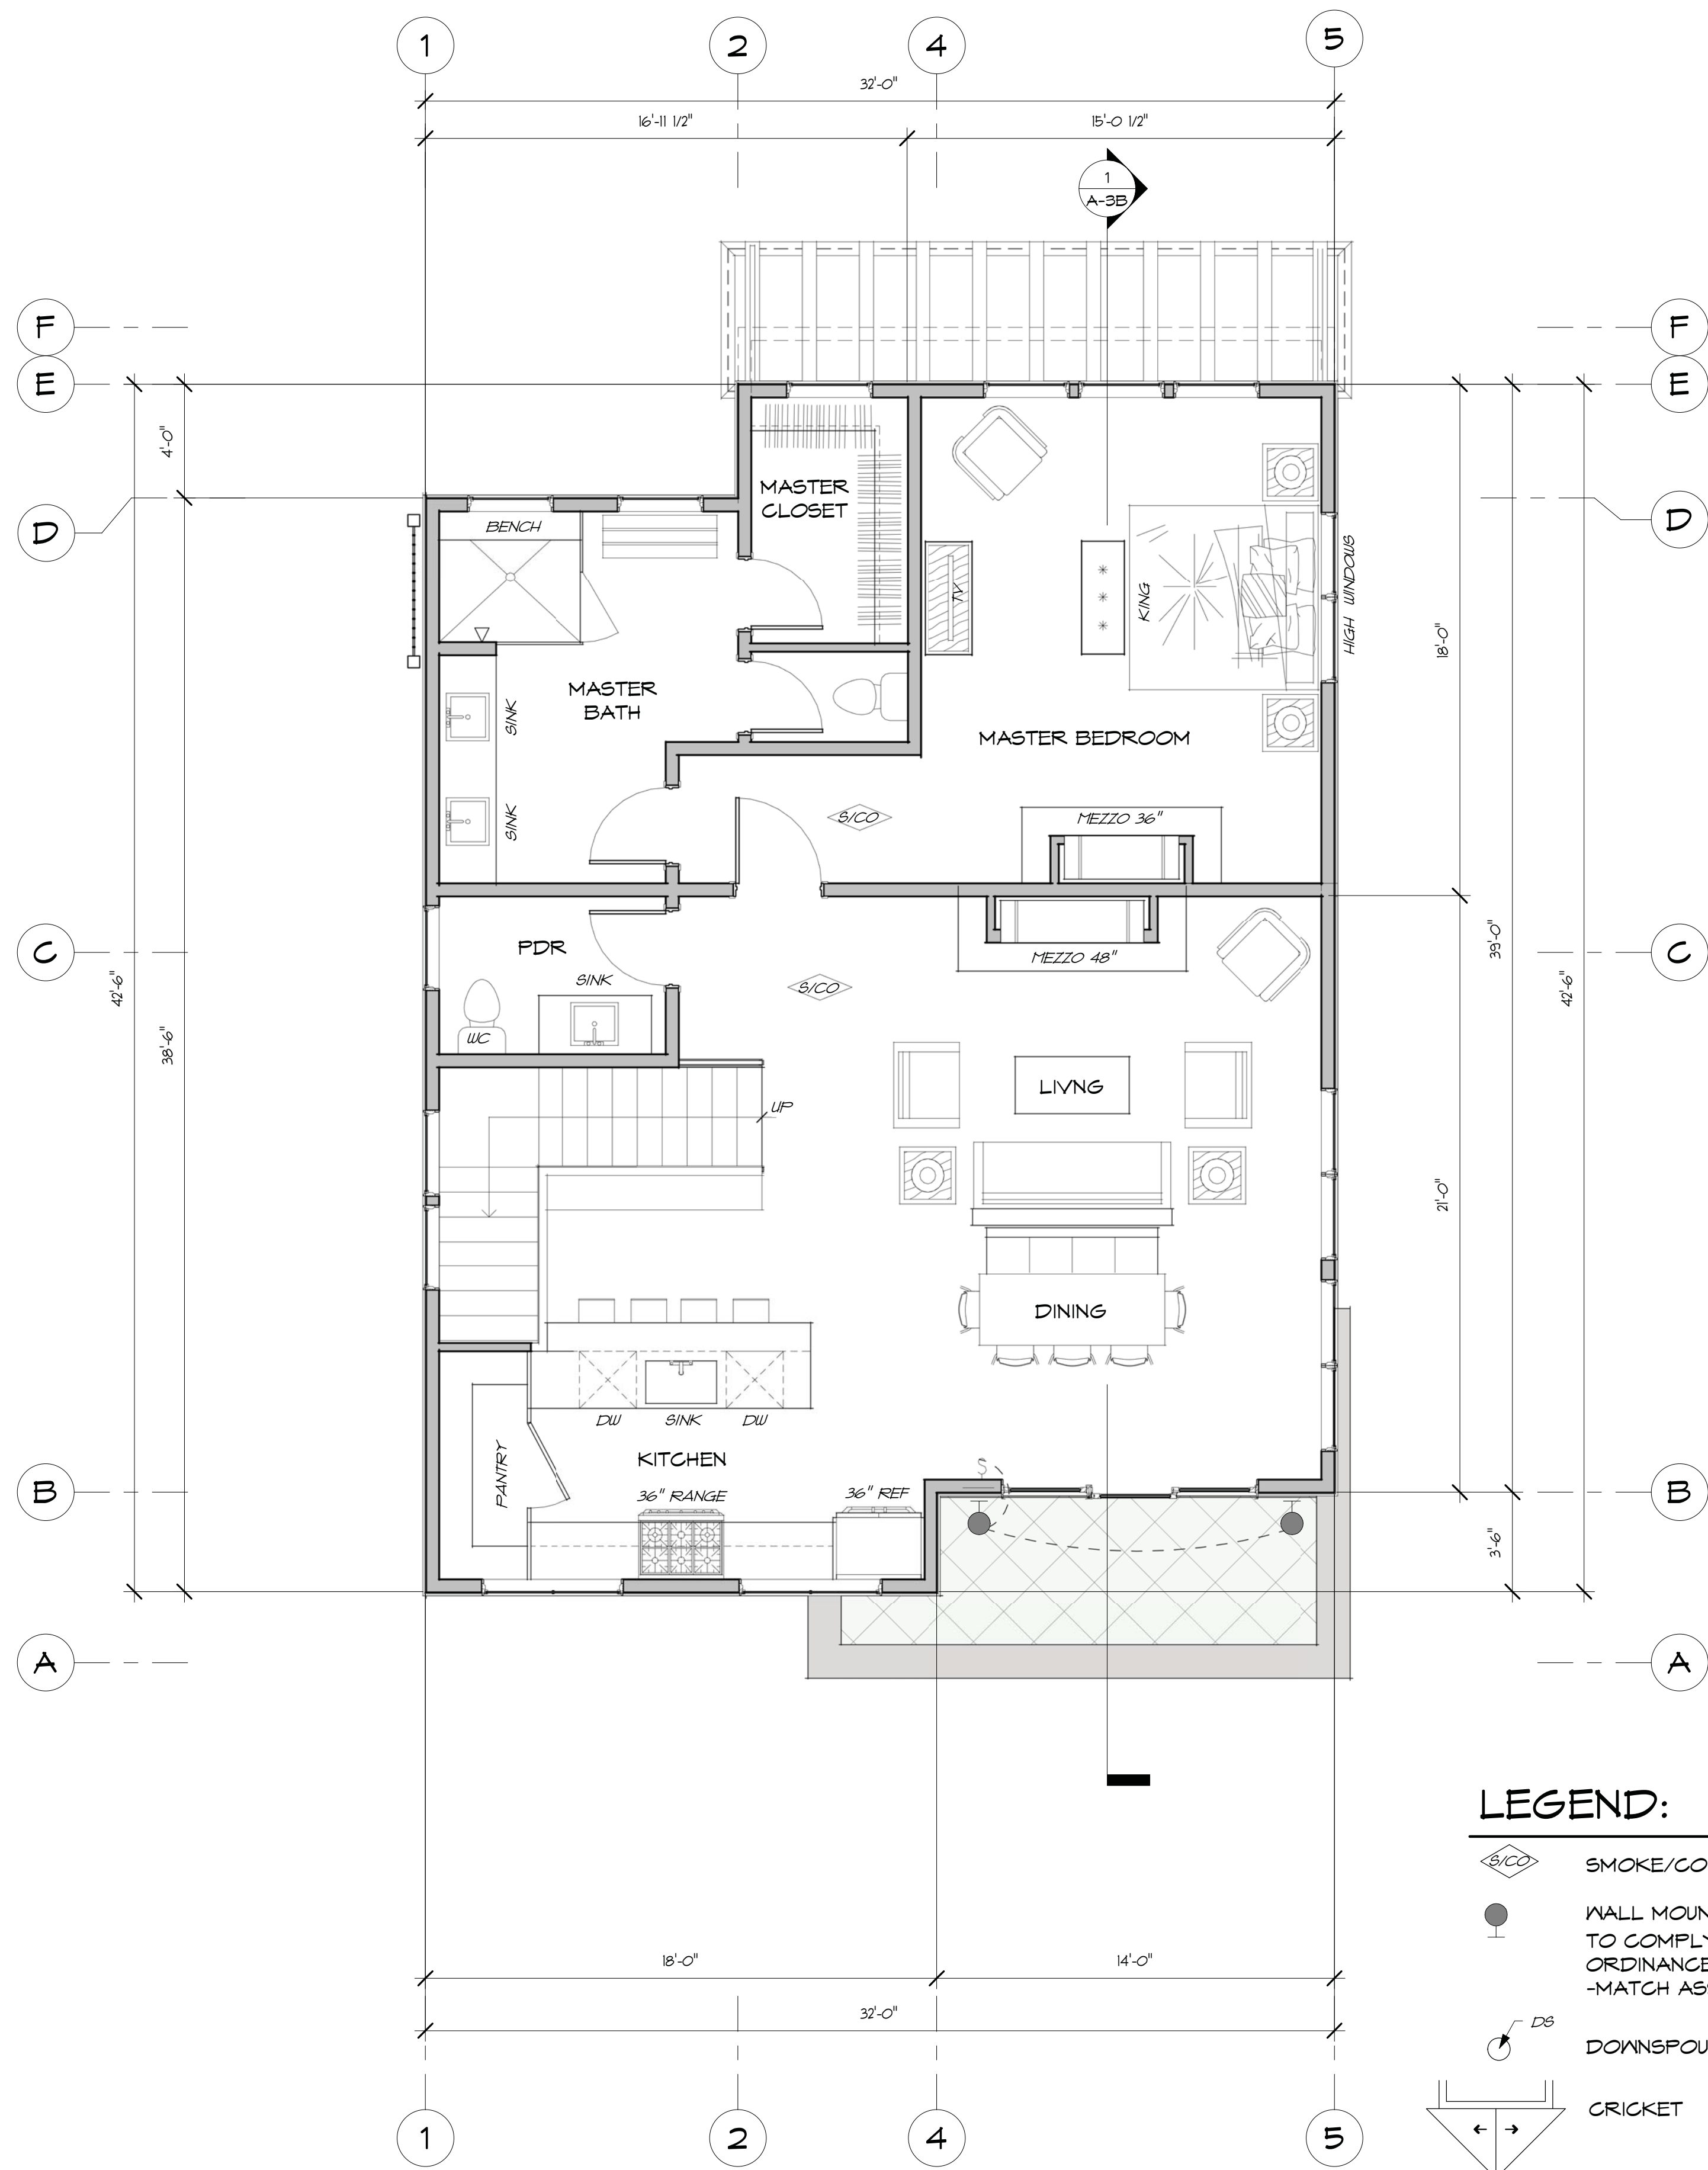 1
2
4
5
32'-0"
16'-11 1/2"
15'-0 1/2"
1
A-3B
F
F
E
E
4'-0"
D
D
MASTER
CLOSET
BENCH
TV
KING
HIGH WINDOWS
18'-0"
MASTER
BATH
SINK
SINK
MASTER BEDROOM
S/CO
MEZZO 36"
C
C
PDR
SINK
WC
S/CO
MEZZO 48"
42'-6"
38'-6"
39'-0"
42'-6"
LIVNG
UP
21'-0"
DINING
DW
SINK
DW
PANTRY
KITCHEN
36" RANGE
36" REF
S
B
B
3'-6"
A
A
LEGEND:
S/CO
SMOKE/CO
WALL MOUN
TO COMPLY
ORDINANCE
-MATCH AS
DS
DOWNSPOU
CRICKET
18'-0"
14'-0"
32'-0"
1
2
4
5